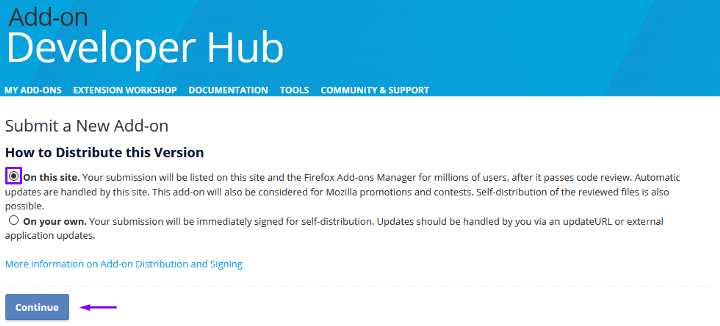 Add-on
Developer Hub
MY ADD-ONS EXTENSION WORKSHOP DOCUMENTATION TOOLS COMMUNITY & SUPPORT
Submit a New Add-on
How to Distribute this Version
On this site. Your submission will be listed on this site and the Firefox Add-ons Manager for millions of users, after it passes code review. Automatic
updates are handled by this site. This add-on will also be considered for Mozilla promotions and contests. Self-distribution of the reviewed files is also
possible.
On your own. Your submission will be immediately signed for self-distribution. Updates should be handled by you via an updateURL or external
application updates.
More information on Add-on Distribution and Signing
Continue